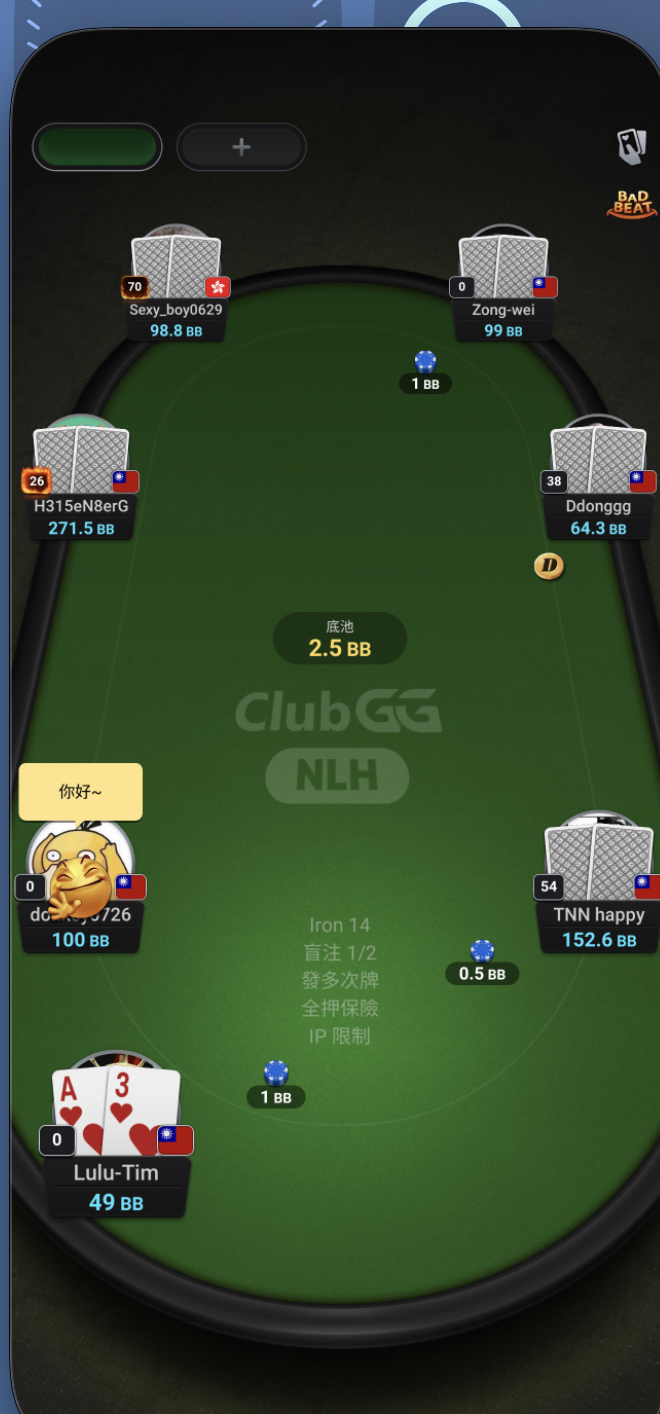 +
BAD
BEAT
70
Sexy_boy0629
98.8 BB
0
Zong-wei
99 BB
1 BB
26
H315eN8erG
271.5 BB
38
Ddonggg
64.3 BB
D
底池
2.5 BB
ClubGG
NLH
你好~
0
100 BB
54
TNN happy
152.6 BB
Iron 14
盲注 1/2
發多次牌
全押保險
IP 限制
0.5 BB
1 BB
A
3
0
Lulu-Tim
49 BB